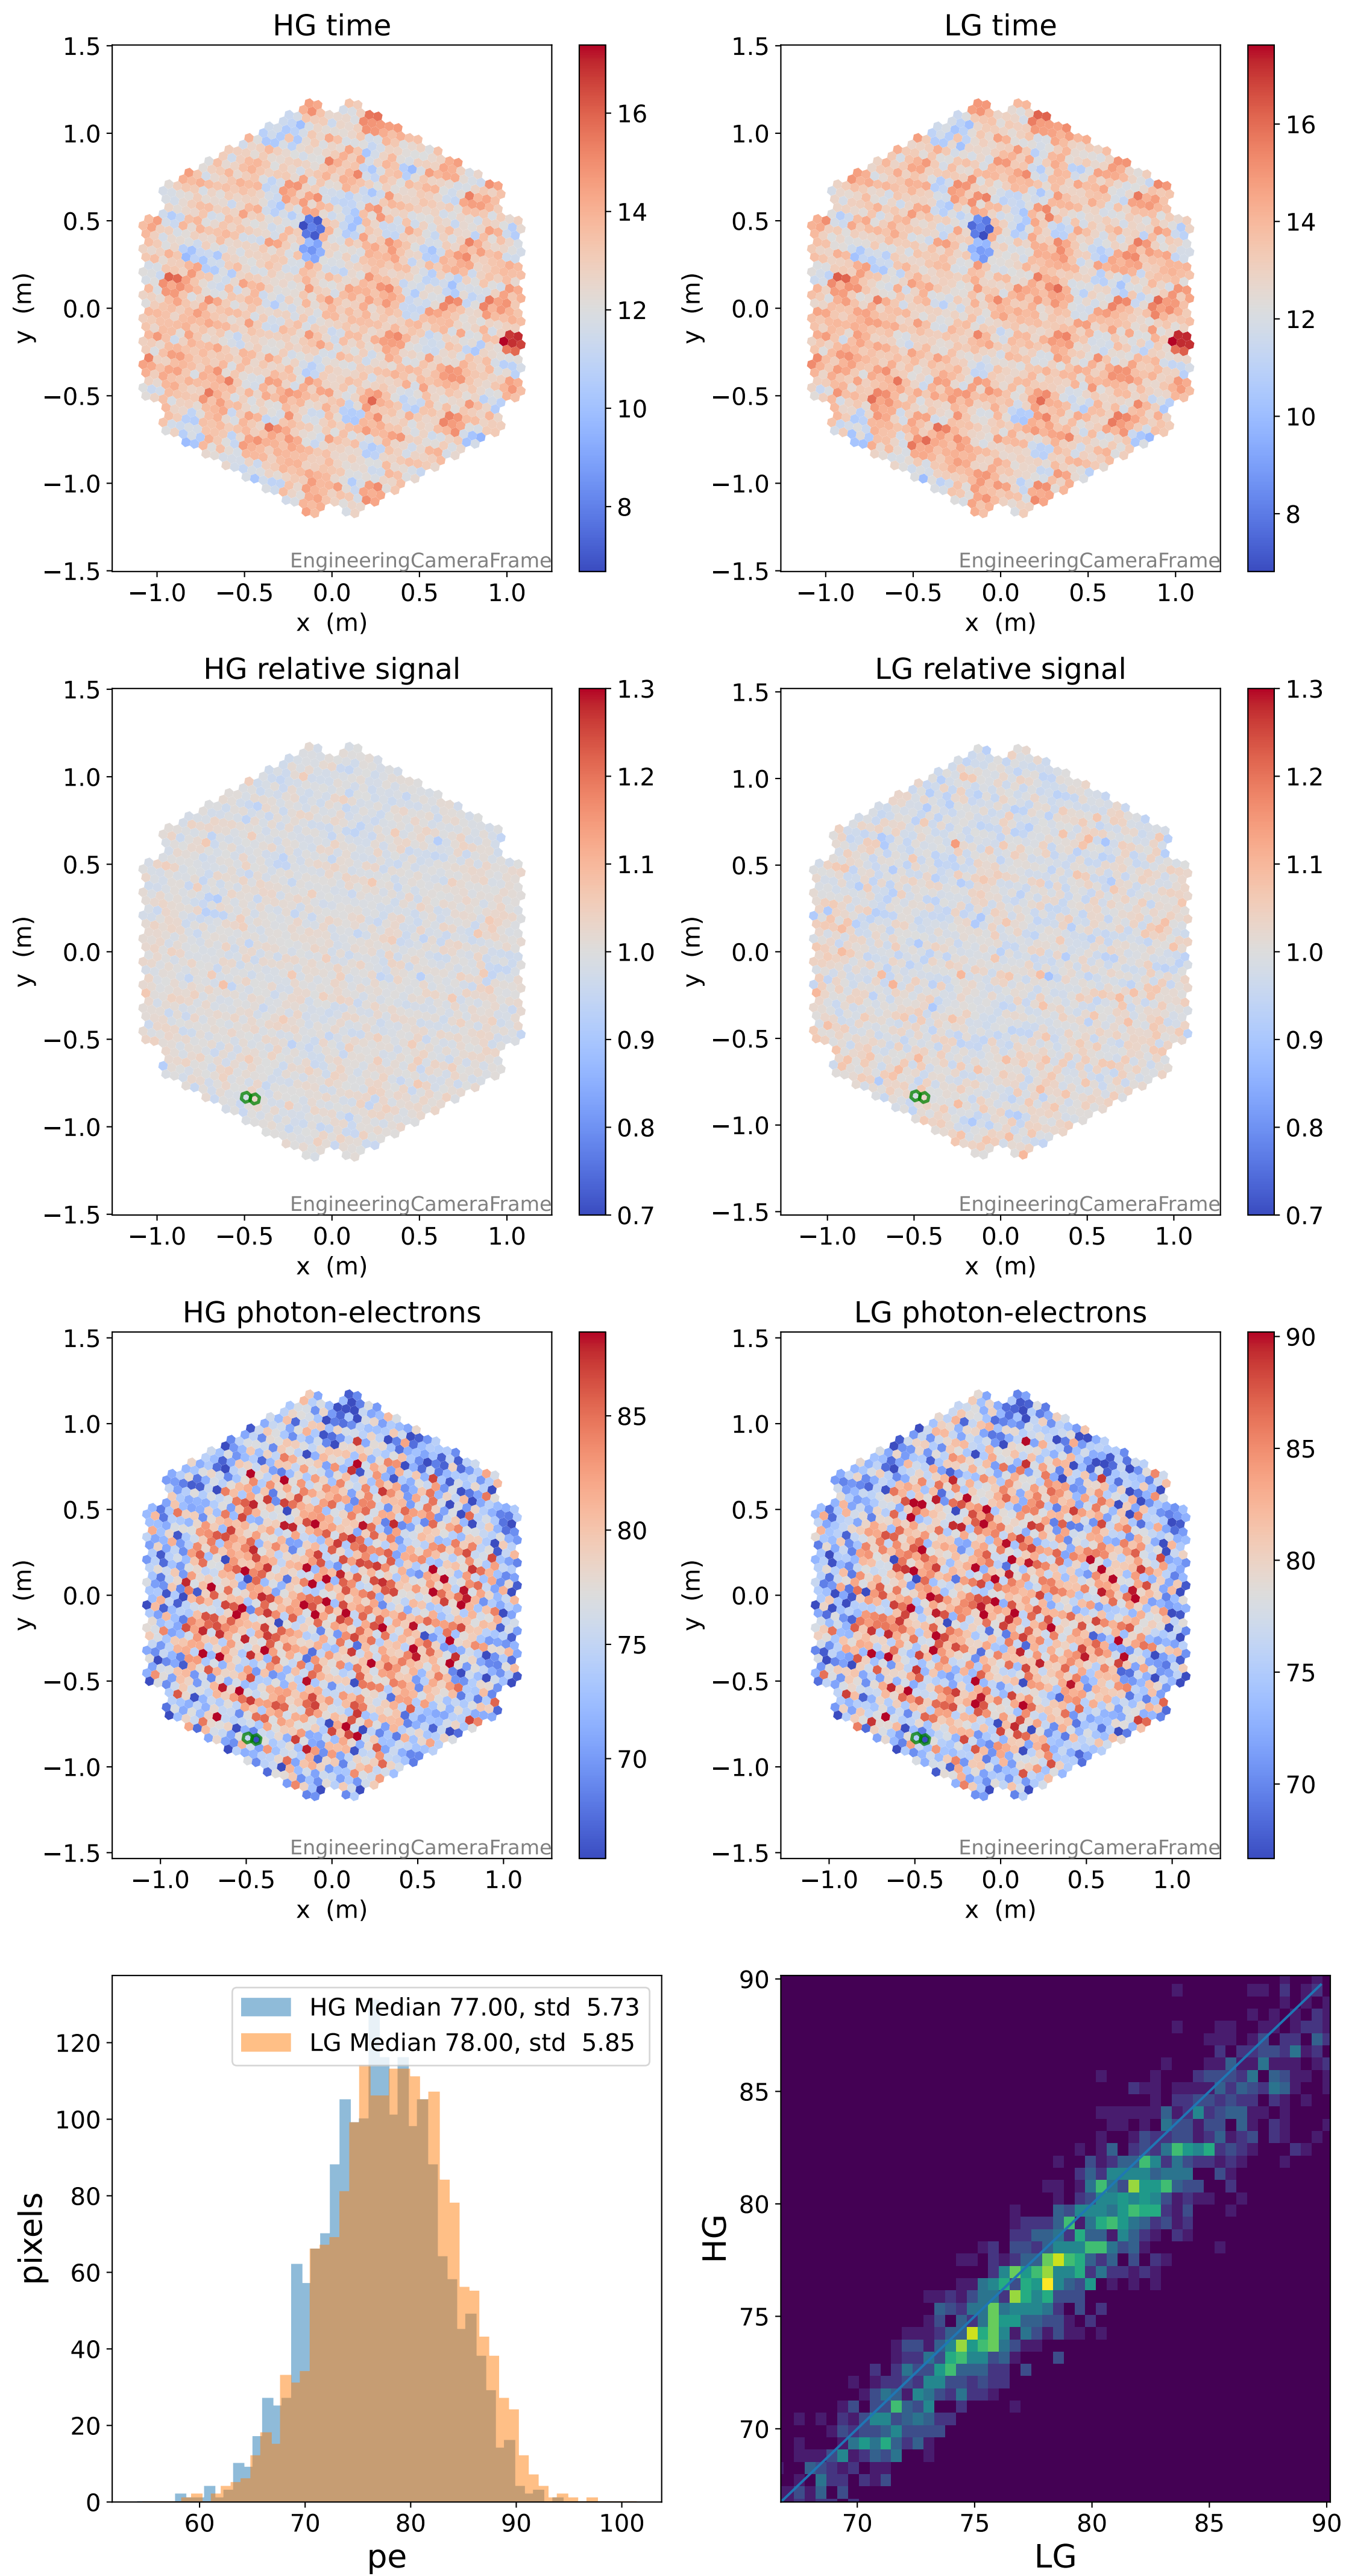 HG time
LG time
1.5
1.0
0.5
0.0
−0.5
−1.0
−1.5
−1.0 −0.5 0.0 0.5 1.0
x (m)
y (m)
EngineeringCameraFrame
16
14
12
10
8
1.5
1.0
0.5
0.0
−0.5
−1.0
−1.5
−1.0 −0.5 0.0 0.5 1.0
x (m)
y (m)
EngineeringCameraFrame
16
14
12
10
8
HG relative signal
LG relative signal
1.5
1.0
0.5
0.0
−0.5
−1.0
−1.5
−1.0 −0.5 0.0 0.5 1.0
x (m)
y (m)
EngineeringCameraFrame
1.3
1.2
1.1
1.0
0.9
0.8
0.7
1.5
1.0
0.5
0.0
−0.5
−1.0
−1.5
−1.0 −0.5 0.0 0.5 1.0
x (m)
y (m)
EngineeringCameraFrame
1.3
1.2
1.1
1.0
0.9
0.8
0.7
HG photon-electrons
LG photon-electrons
1.5
1.0
0.5
0.0
−0.5
−1.0
−1.5
−1.0 −0.5 0.0 0.5 1.0
x (m)
y (m)
EngineeringCameraFrame
85
80
75
70
1.5
1.0
0.5
0.0
−0.5
−1.0
−1.5
−1.0 −0.5 0.0 0.5 1.0
x (m)
y (m)
EngineeringCameraFrame
90
85
80
75
70
HG Median 77.00, std 5.73
LG Median 78.00, std 5.85
120
100
80
60
40
20
0
60 70 80 90 100
pe
pixels
90
85
80
75
70
70 75 80 85 90
LG
HG